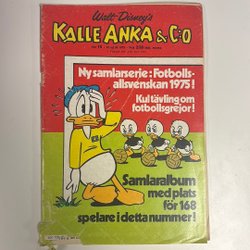 Walt Disney's
KALLE ANKA & C:O
Ny samlarserie: Fotbolls-
allsvenskan 1975!
Kul tävling om
fotbollsgrejor!
Samlaralbum
med plats
för 168
spelare i detta nummer!